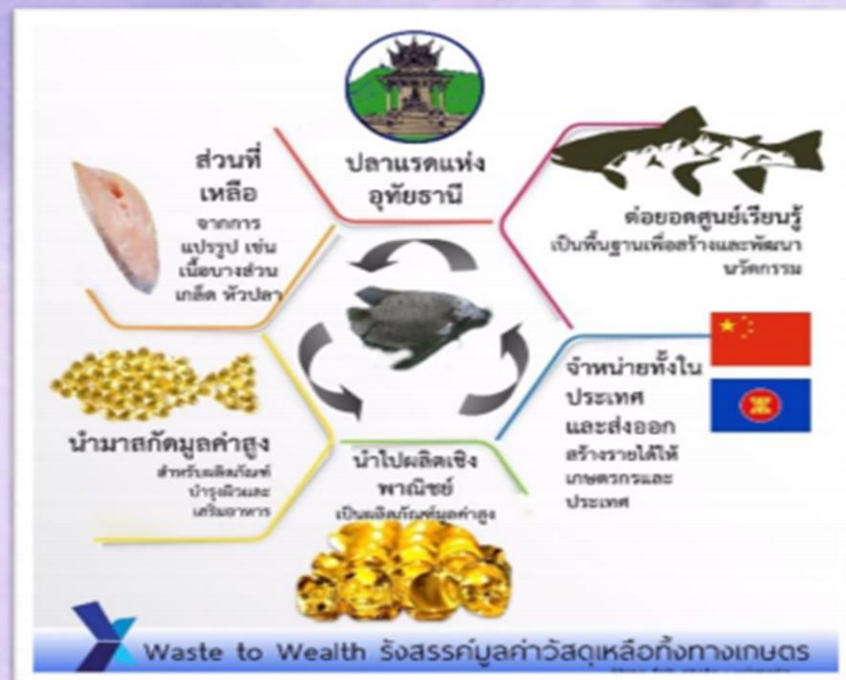 ปลาแรดแห่ง
อุทัยธานี
ส่วนที่
เหลือ
จากการ
แปรรูป เช่น
เนื้อบางส่วน
เกล็ด หัวปลา
ต่อยอดศูนย์เรียนรู้
เป็นพื้นฐานเพื่อสร้างและพัฒนา
นวัตกรรม
นำมาสกัดมูลค่าสูง
สำหรับผลิตภัณฑ์
บำรุงผิวและ
เสริมอาหาร
นำไปผลิตเชิง
พาณิชย์
เป็นผลิตภัณฑ์มูลค่าสูง
จำหน่ายทั้งใน
ประเทศ
และส่งออก
สร้างรายได้ให้
เกษตรกรและ
ประเทศ
Waste to Wealth รังสรรค์มูลค่าวัสดุเหลือทิ้งทางเกษตร